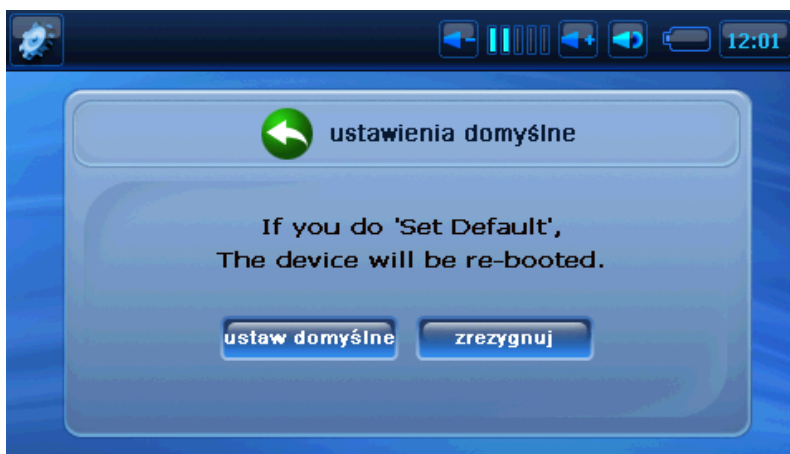 12:01
ustawienia domyślne
If you do 'Set Default',
The device will be re-booted.
ustaw domyślne
zrezygnuj